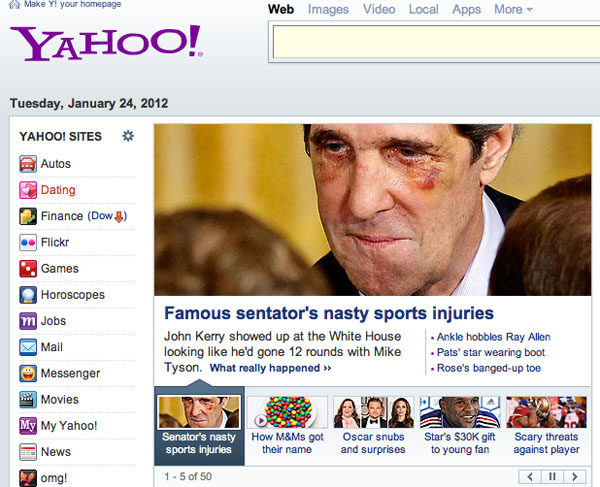 Make Y! your homepage
Web Images Video Local Apps More
YAHOO!
Tuesday, January 24, 2012
YAHOO! SITES
Autos
Dating
Finance (Dow )
Flickr
Games
Horoscopes
Jobs
Mail
Messenger
Movies
My Yahoo!
News
omg!
Famous sentator's nasty sports injuries
John Kerry showed up at the White House
looking like he'd gone 12 rounds with Mike
Tyson. What really happened ››
• Ankle hobbles Ray Allen
• Pats' star wearing boot
• Rose's banged-up toe
Senator's nasty
sports injuries
How M&Ms got
their name
Oscar snubs
and surprises
Star's $30K gift
to young fan
Scary threats
against player
1 - 5 of 50